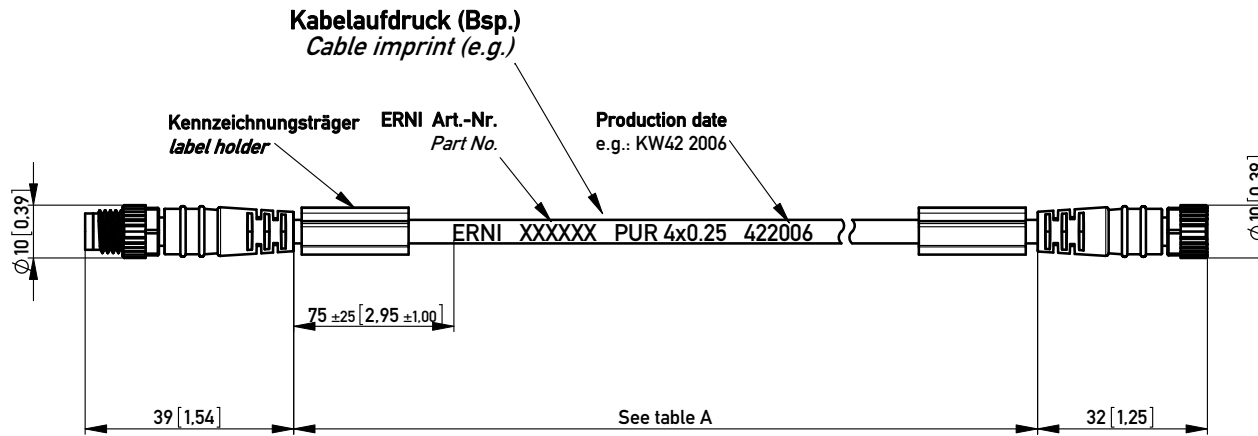 Kabelaufdruck (Bsp.)
Cable imprint (e.g.)
Kennzeichnungsträger
label holder
ERNI Art.-Nr.
Part No.
Production date
e.g.: KW42 2006
⌀10 [0,39]
ERNI XXXXXX PUR 4x0.25 422006
⌀10 [0,39]
75 ±25 [2,95 ±1,00]
39 [1,54]
See table A
32 [1,25]